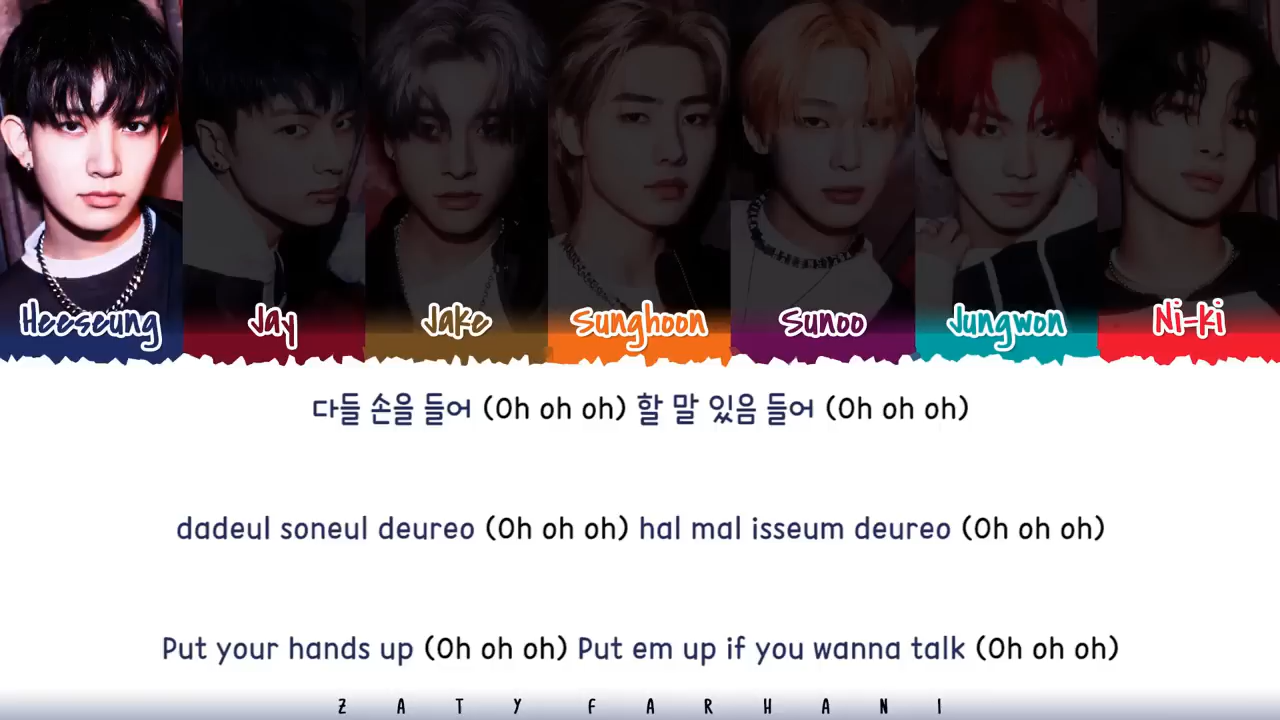 Heeseung Jay Jake Sunghoon Sunoo Jungwon Ni-Ki
다들 손을 들어 (Oh oh oh) 할 말 있음 들어 (Oh oh oh)
dadeul soneul deureo (Oh oh oh) hal mal isseum deureo (Oh oh oh)
Put your hands up (Oh oh oh) Put em up if you wanna talk (Oh oh oh)
ZATY FARHANI